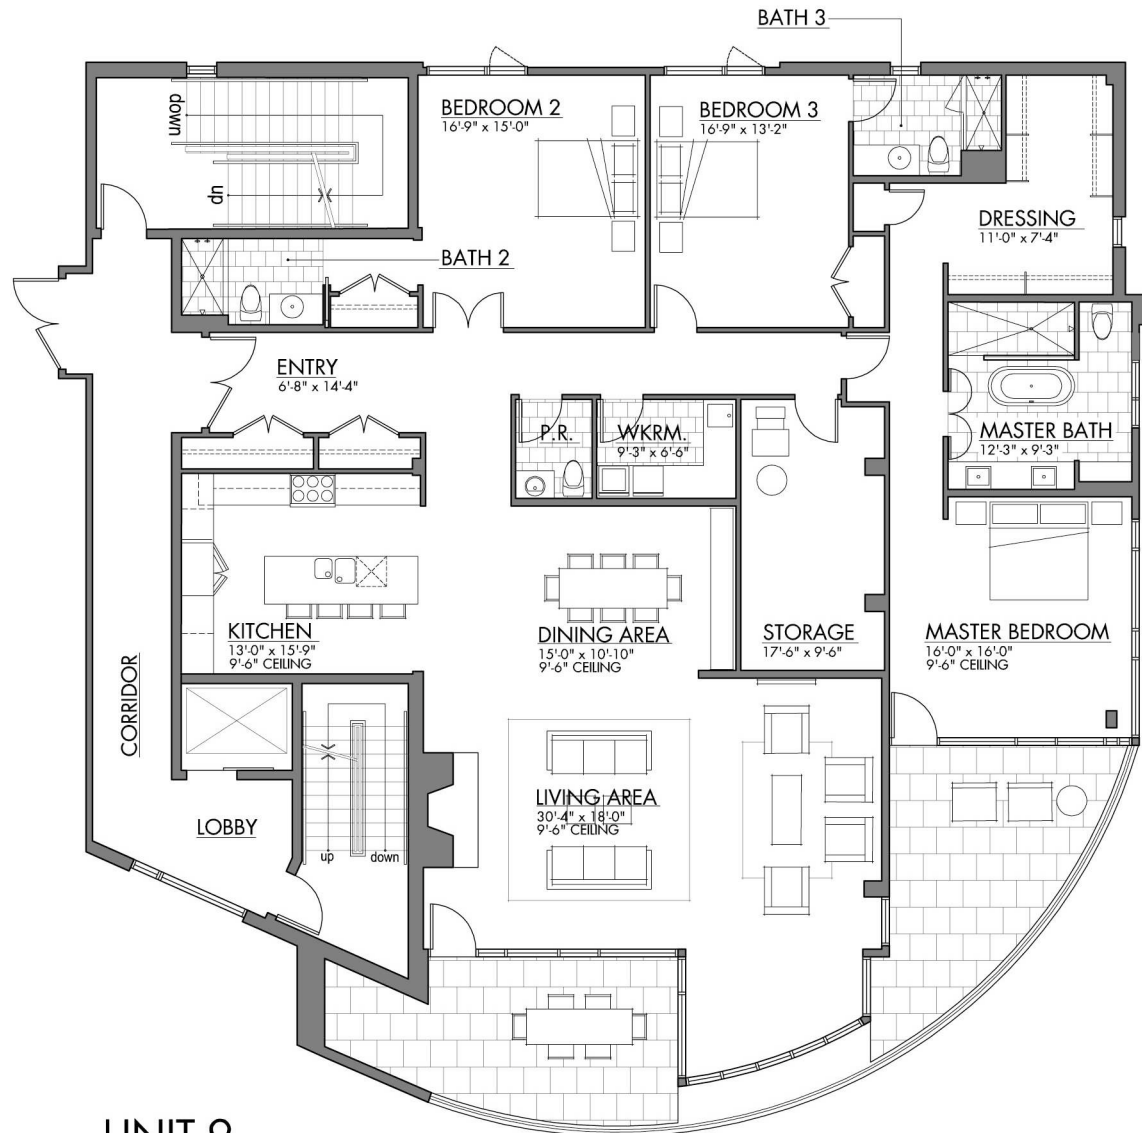 BATH 3
down
up
BEDROOM 2
16'-9" x 15'-0"
BEDROOM 3
16'-9" x 13'-2"
DRESSING
11'-0" x 7'-4"
BATH 2
ENTRY
6'-8" x 14'-4"
P.R.
WKRM.
9'-3" x 6'-6"
MASTER BATH
12'-3" x 9'-3"
KITCHEN
13'-0" x 15'-9"
9'-6" CEILING
DINING AREA
15'-0" x 10'-10"
9'-6" CEILING
STORAGE
17'-6" x 9'-6"
MASTER BEDROOM
16'-0" x 16'-0"
9'-6" CEILING
CORRIDOR
LOBBY
up
down
LIVING AREA
30'-4" x 18'-0"
9'-6" CEILING
UNIT